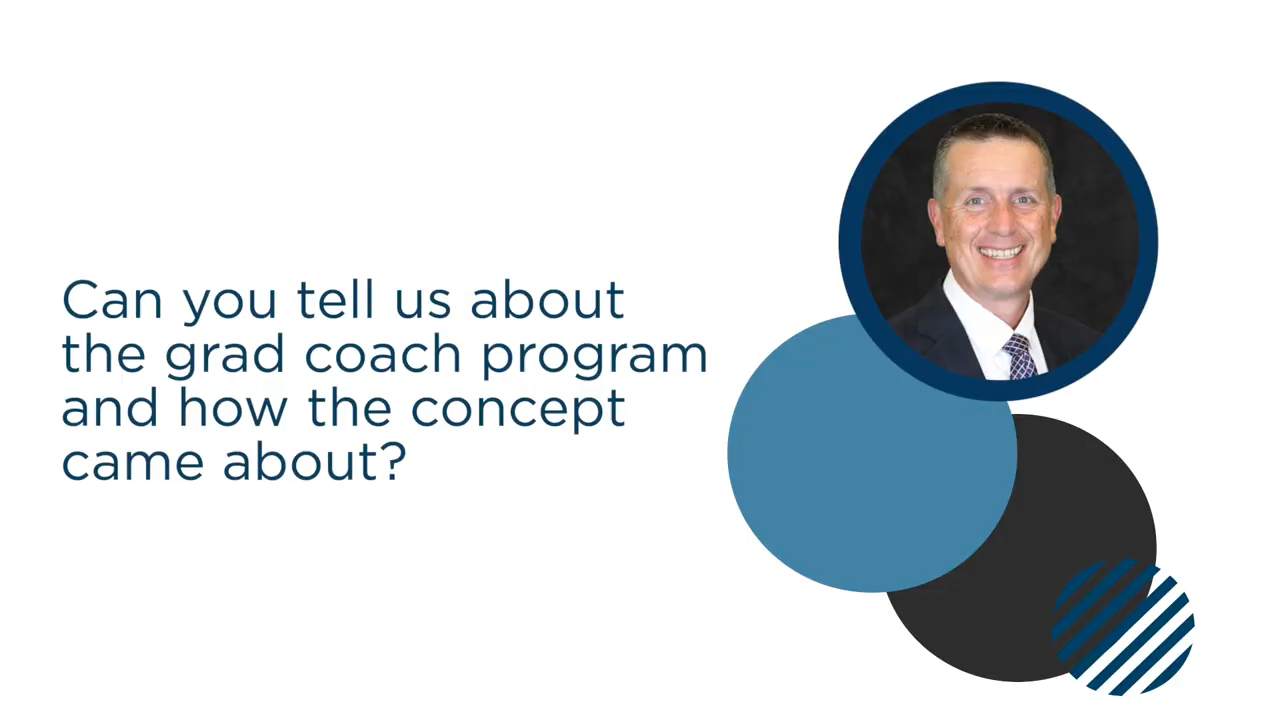 Can you tell us about
the grad coach program
and how the concept
came about?